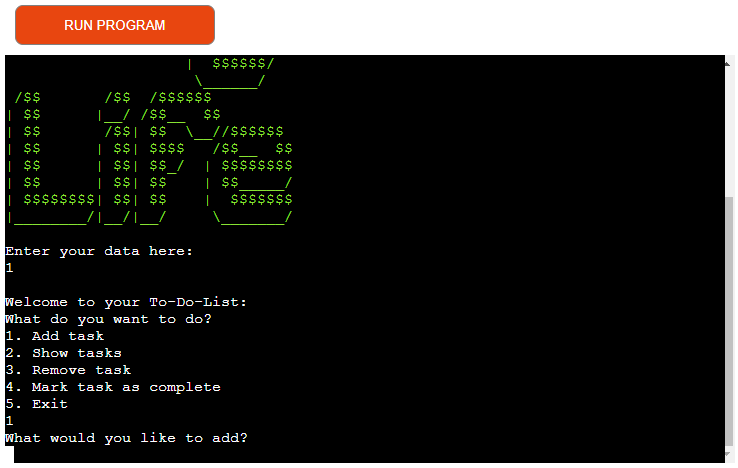 RUN PROGRAM
                    |  $$$$$$/
                     \______/
 /$$       /$$  /$$$$$$
| $$      |__/ /$$__  $$
| $$       /$$| $$  \__//$$$$$$
| $$      | $$| $$$$   /$$__  $$
| $$      | $$| $$_/  | $$$$$$$$
| $$      | $$| $$    | $$_____/
| $$$$$$$$| $$| $$    |  $$$$$$$
|________/|__/|__/     \_______/
Enter your data here:
1
Welcome to your To-Do-List:
What do you want to do?
1. Add task
2. Show tasks
3. Remove task
4. Mark task as complete
5. Exit
1
What would you like to add?